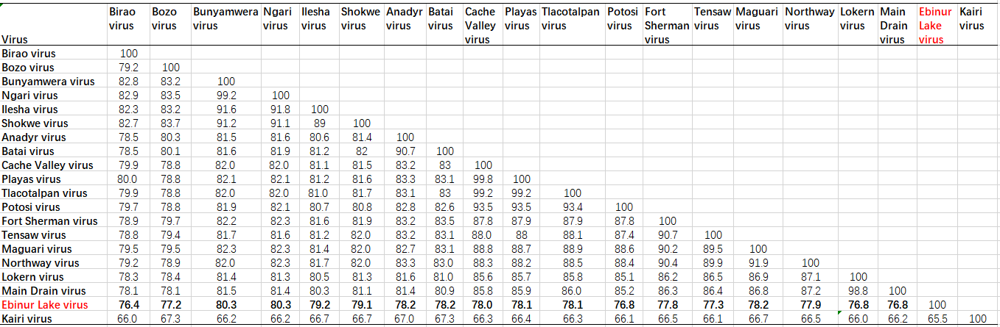 Birao Bozo Bunyamwera Ngari Ilesha Shokwe Anadyr Batai Cache Playas Tlacotalpan Potosi Fort Tensaw Maguari Northway Lokern Main Ebinur Kairi
virus virus virus virus virus virus virus virus Valley virus virus virus Sherman virus virus virus virus Drain Lake virus
Virus virus virus virus virus
Birao virus 100
Bozo virus 79.2 100
Bunyamwera virus 82.8 83.2 100
Ngari virus 82.9 83.5 99.2 100
Ilesha virus 82.3 83.2 91.6 91.8 100
Shokwe virus 82.7 83.7 91.2 91.1 89 100
Anadyr virus 78.5 80.3 81.5 81.6 80.6 81.4 100
Batai virus 78.5 80.1 81.6 81.9 81.2 82 90.7 100
Cache Valley virus 79.9 78.8 82.0 82.0 81.1 81.5 83.2 83 100
Playas virus 80.0 78.8 82.1 82.1 81.2 81.6 83.3 83.1 99.8 100
Tlacotalpan virus 79.9 78.8 82.0 82.0 81.0 81.7 83.1 83 99.2 99.2 100
Potosi virus 79.7 78.8 81.9 82.1 80.7 80.8 82.8 82.6 93.5 93.5 93.4 100
Fort Sherman virus 78.9 79.7 82.2 82.3 81.6 81.9 83.2 83.5 87.8 87.9 87.9 87.8 100
Tensaw virus 78.8 79.4 81.7 81.6 81.2 82.0 83.2 83.1 88.0 88 88.1 87.4 90.7 100
Maguari virus 79.5 79.5 82.3 82.3 81.4 82.0 82.7 83.1 88.8 88.7 88.9 88.6 90.2 89.5 100
Northway virus 79.2 78.9 82.0 82.3 81.7 82.0 83.3 83.0 88.3 88.2 88.5 88.4 90.4 89.9 91.9 100
Lokern virus 78.3 78.4 81.4 81.3 80.5 81.3 81.6 81.0 85.6 85.7 85.8 85.1 86.2 86.5 86.9 87.1 100
Main Drain virus 78.1 78.1 81.5 81.4 80.3 81.1 81.4 80.9 85.8 85.9 86.0 85.2 86.3 86.4 86.8 87.2 98.8 100
Ebinur Lake virus 76.4 77.2 80.3 80.3 79.2 79.1 78.2 78.2 78.0 78.1 78.1 76.8 77.8 77.3 78.2 77.9 76.8 76.8 100
Kairi virus 66.0 67.3 66.2 66.2 66.7 66.7 67.0 67.3 66.3 66.4 66.3 66.1 66.5 66.1 66.7 66.5 66.0 66.2 65.5 100